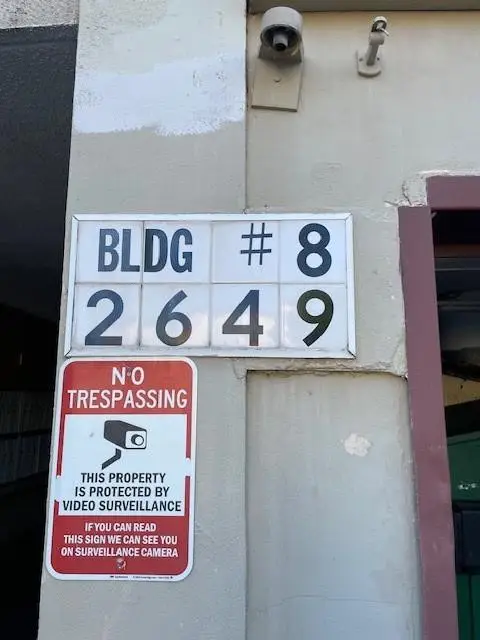 BLDG # 8
2649
NO
TRESPASSING
THIS PROPERTY
IS PROTECTED BY
VIDEO SURVEILLANCE
IF YOU CAN READ
THIS SIGN WE CAN SEE YOU
ON SURVEILLANCE CAMERA